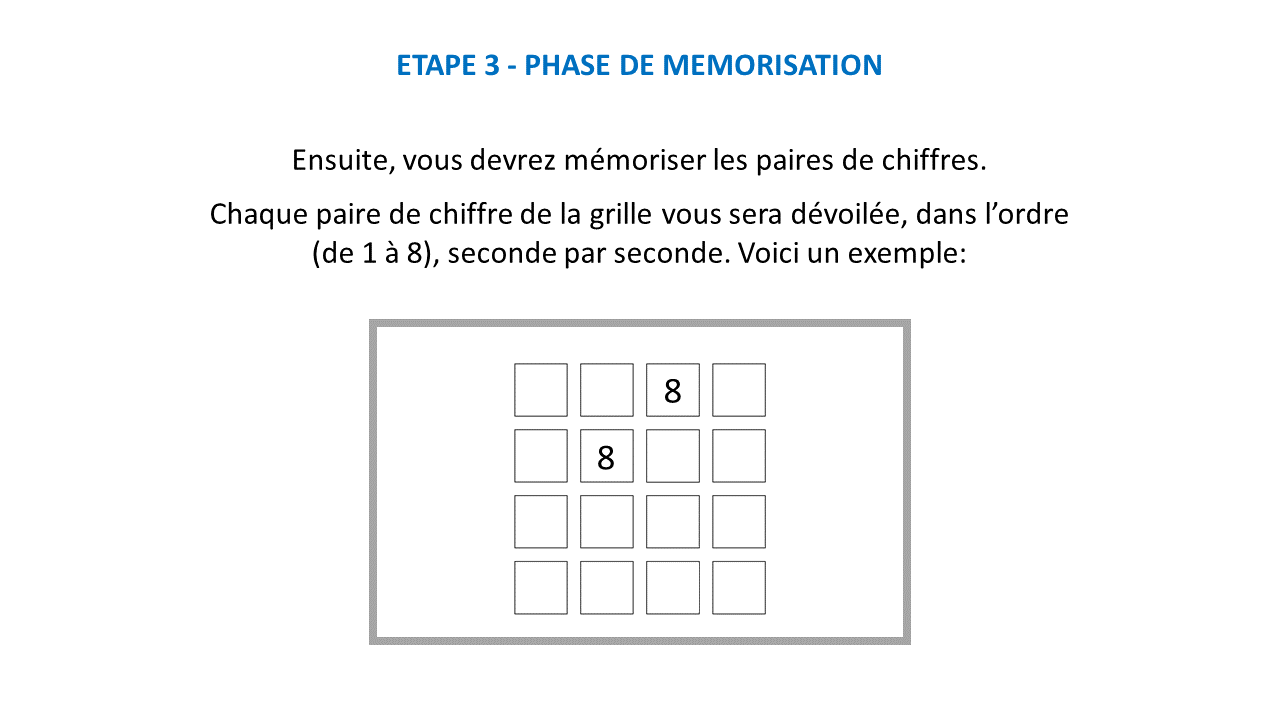 ETAPE 3 - PHASE DE MEMORISATION
Ensuite, vous devrez mémoriser les paires de chiffres.
Chaque paire de chiffre de la grille vous sera dévoilée, dans l’ordre
(de 1 à 8), seconde par seconde. Voici un exemple:
8
8